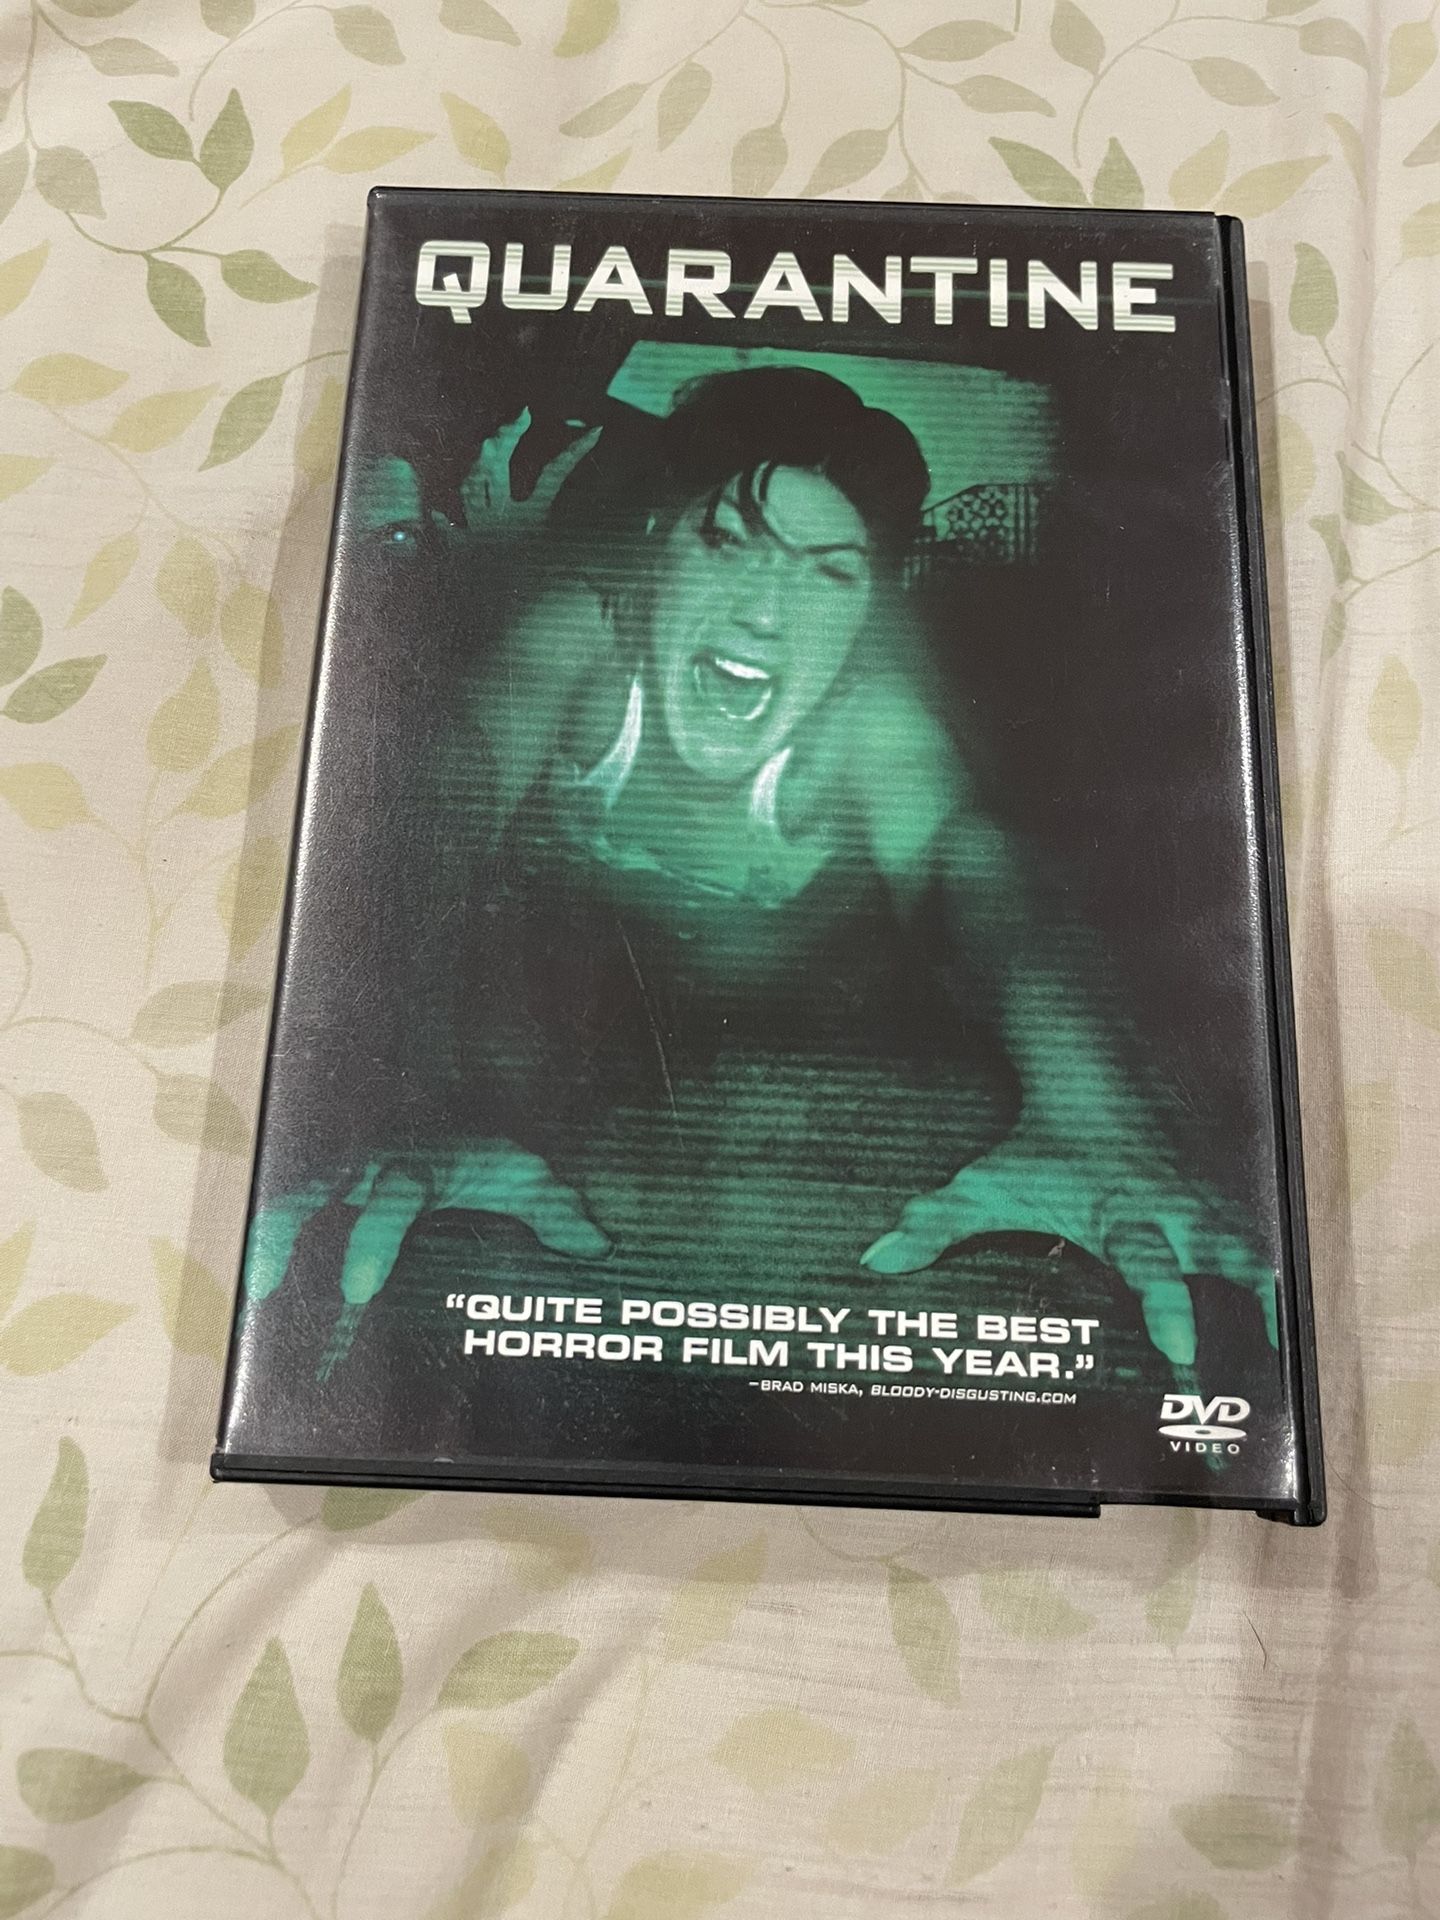 QUARANTINE
“QUITE POSSIBLY THE BEST
HORROR FILM THIS YEAR.”
–BRAD MISKA, BLOODY-DISGUSTING.COM
DVD
VIDEO